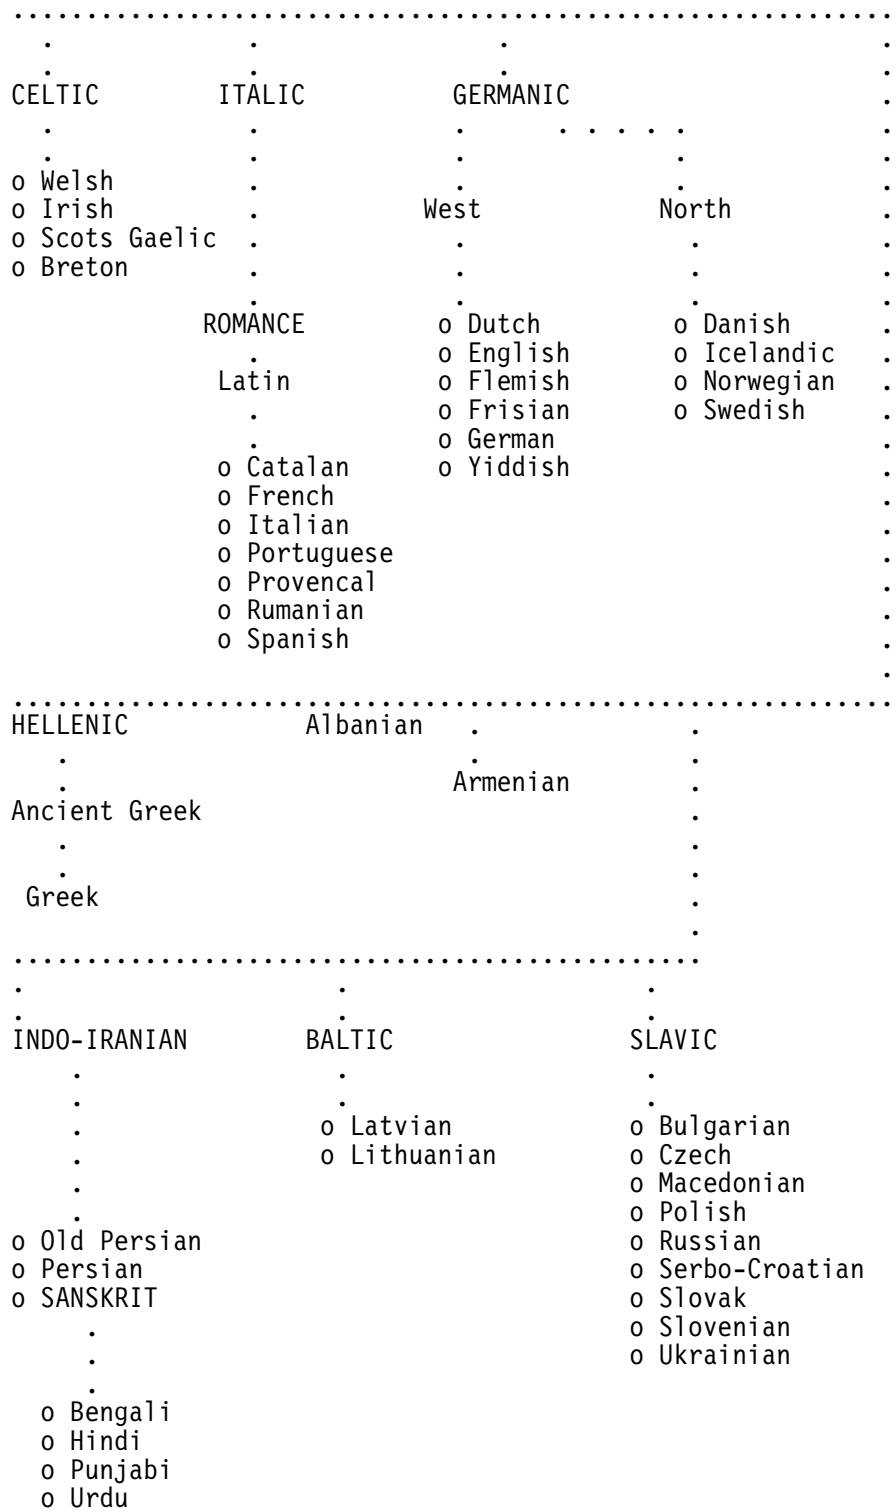 CELTIC ITALIC GERMANIC
o Welsh
o Irish West North
o Scots Gaelic
o Breton
ROMANCE o Dutch o Danish
o English o Icelandic
Latin o Flemish o Norwegian
o Frisian o Swedish
o German
o Catalan o Yiddish
o French
o Italian
o Portuguese
o Provencal
o Rumanian
o Spanish
HELLENIC Albanian
Armenian
Ancient Greek
Greek
INDO-IRANIAN BALTIC SLAVIC
o Latvian o Bulgarian
o Lithuanian o Czech
o Macedonian
o Polish
o Old Persian o Russian
o Persian o Serbo-Croatian
o SANSKRIT o Slovak
o Slovenian
o Ukrainian
o Bengali
o Hindi
o Punjabi
o Urdu